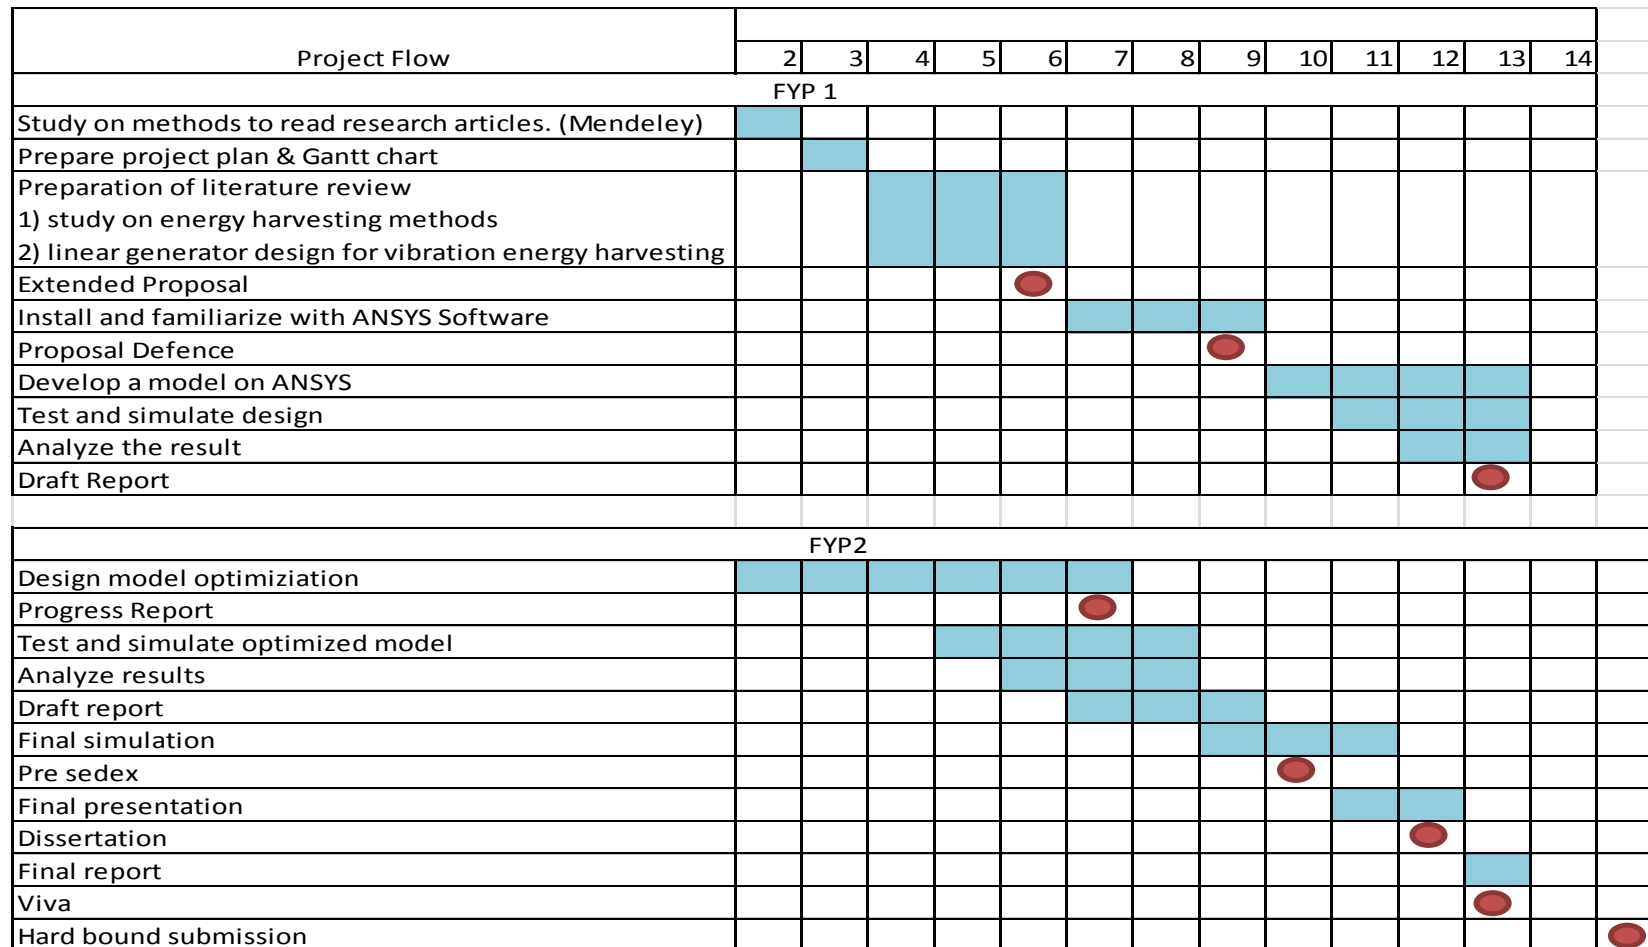 Project Flow
2 3 4 5 6 7 8 9 10 11 12 13 14
FYP 1
Study on methods to read research articles. (Mendeley)
Prepare project plan & Gantt chart
Preparation of literature review
1) study on energy harvesting methods
2) linear generator design for vibration energy harvesting
Extended Proposal
Install and familiarize with ANSYS Software
Proposal Defence
Develop a model on ANSYS
Test and simulate design
Analyze the result
Draft Report
FYP2
Design model optimiziation
Progress Report
Test and simulate optimized model
Analyze results
Draft report
Final simulation
Pre sedex
Final presentation
Dissertation
Final report
Viva
Hard bound submission